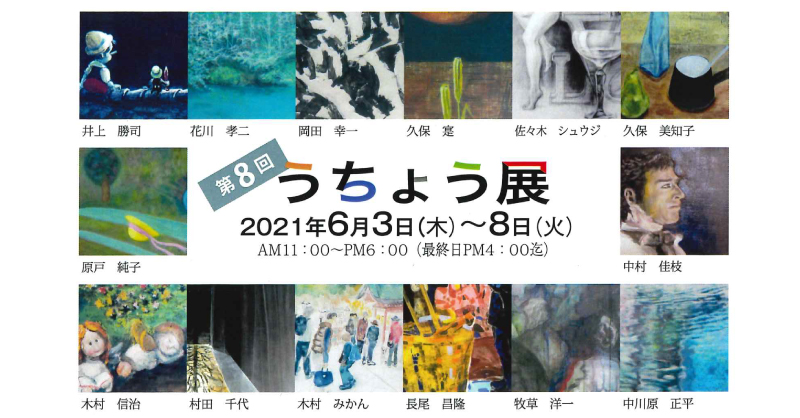 井上　勝司
花川　孝二
岡田　幸一
久保　寔
佐々木　シュウジ
久保　美知子
第8回
うちょう展
2021年6月3日(木)～8日(火)
AM11：00～PM6：00（最終日PM4：00迄）
原戸　純子
中村　佳枝
木村　信治
村田　千代
木村　みかん
長尾　昌隆
牧草　洋一
中川原　正平